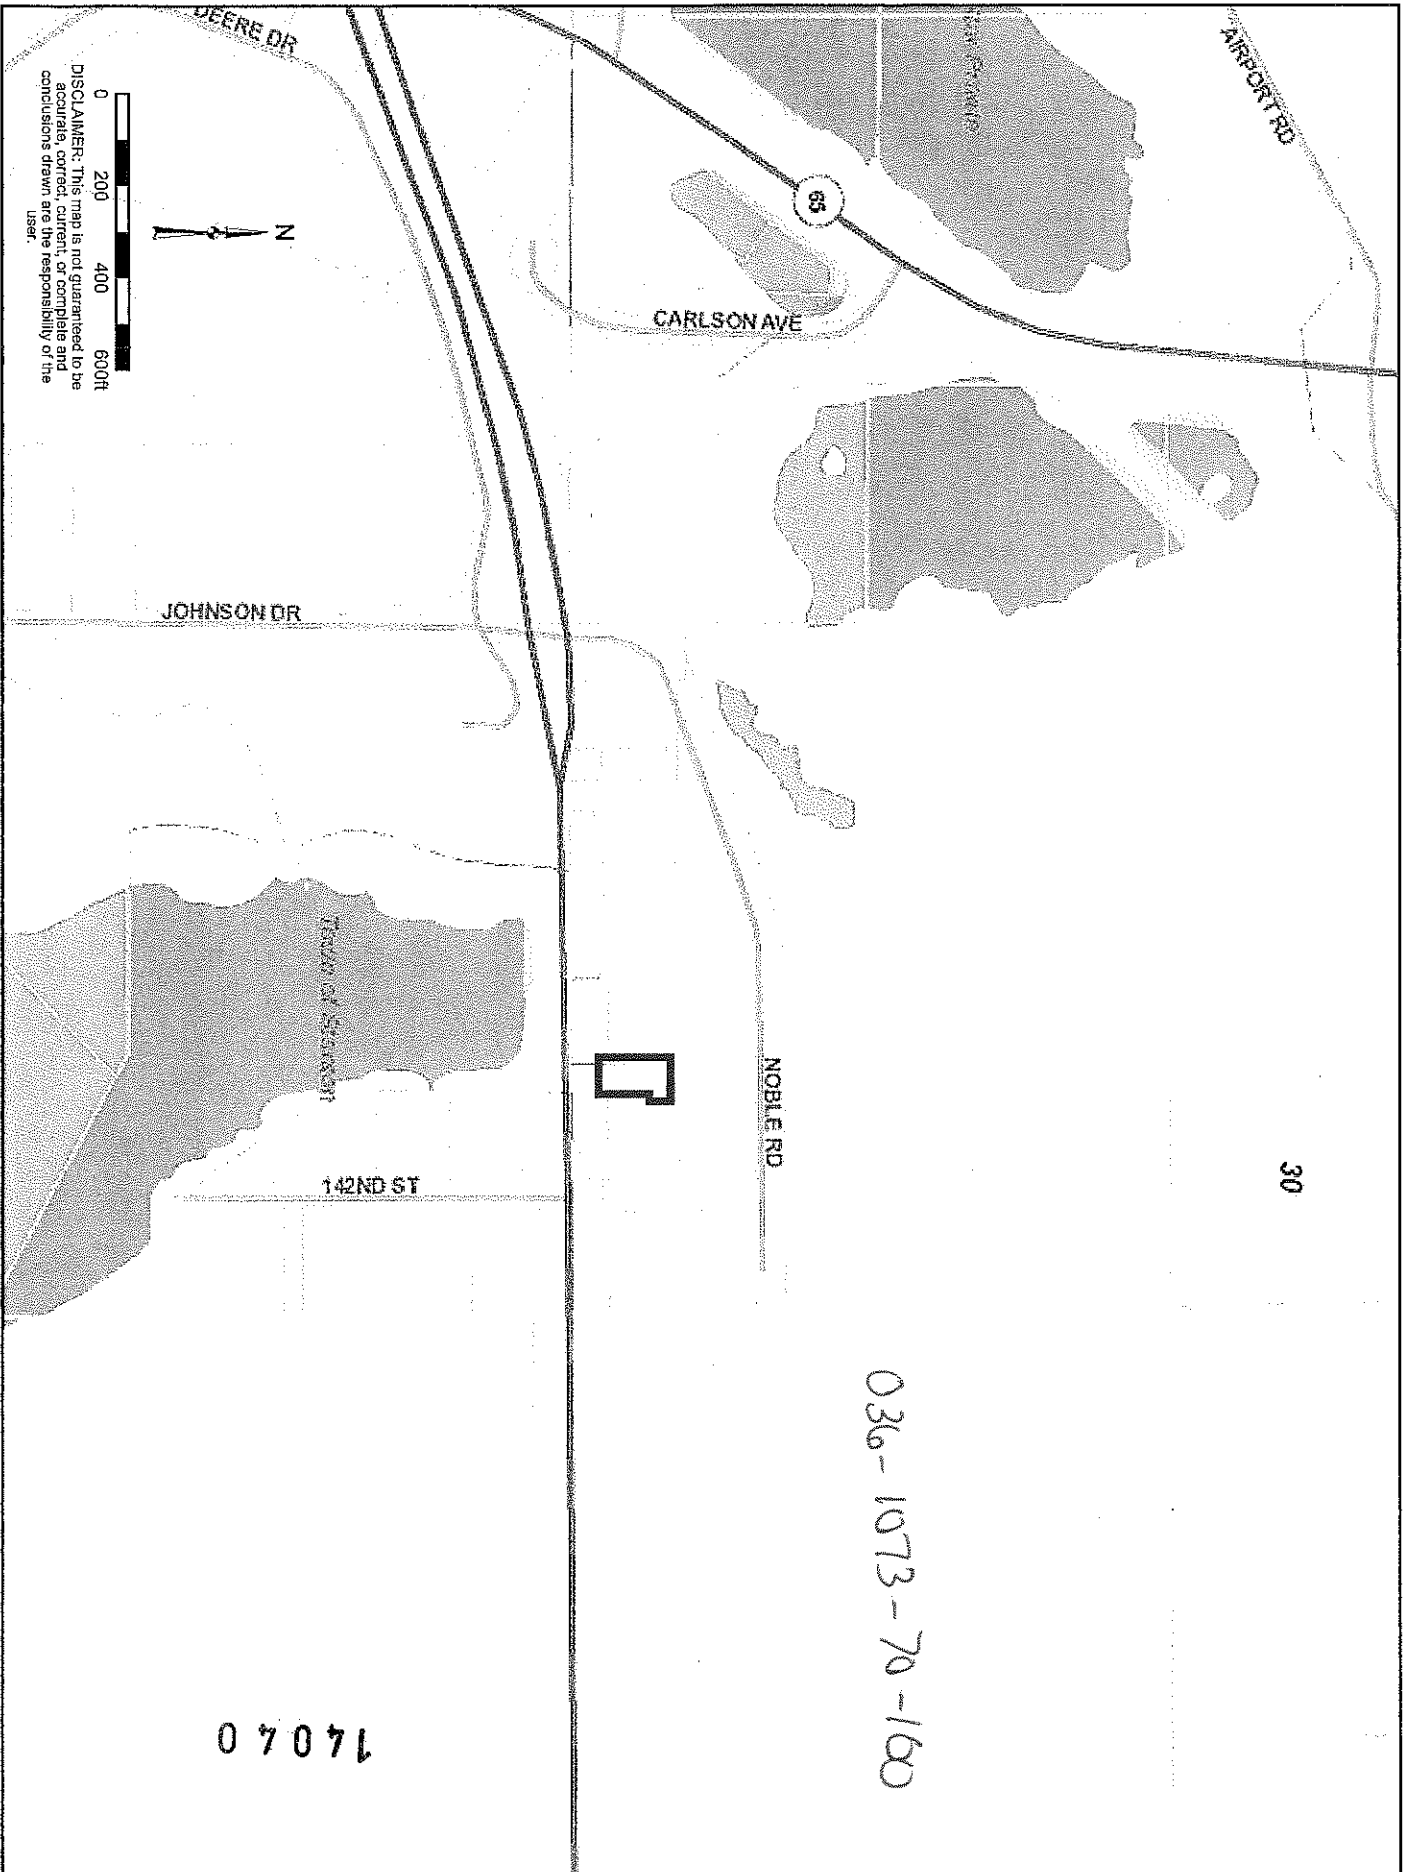 AIRPORT RD
30
65
CARLSON AVE
NOBLE RD
036-1073-70-160
DEERE DR
JOHNSON DR
142ND ST
Town of
N
0 200 400 600ft
DISCLAIMER: This map is not guaranteed to be
accurate, correct, current, or complete and
conclusions drawn are the responsibility of the
user.
14040